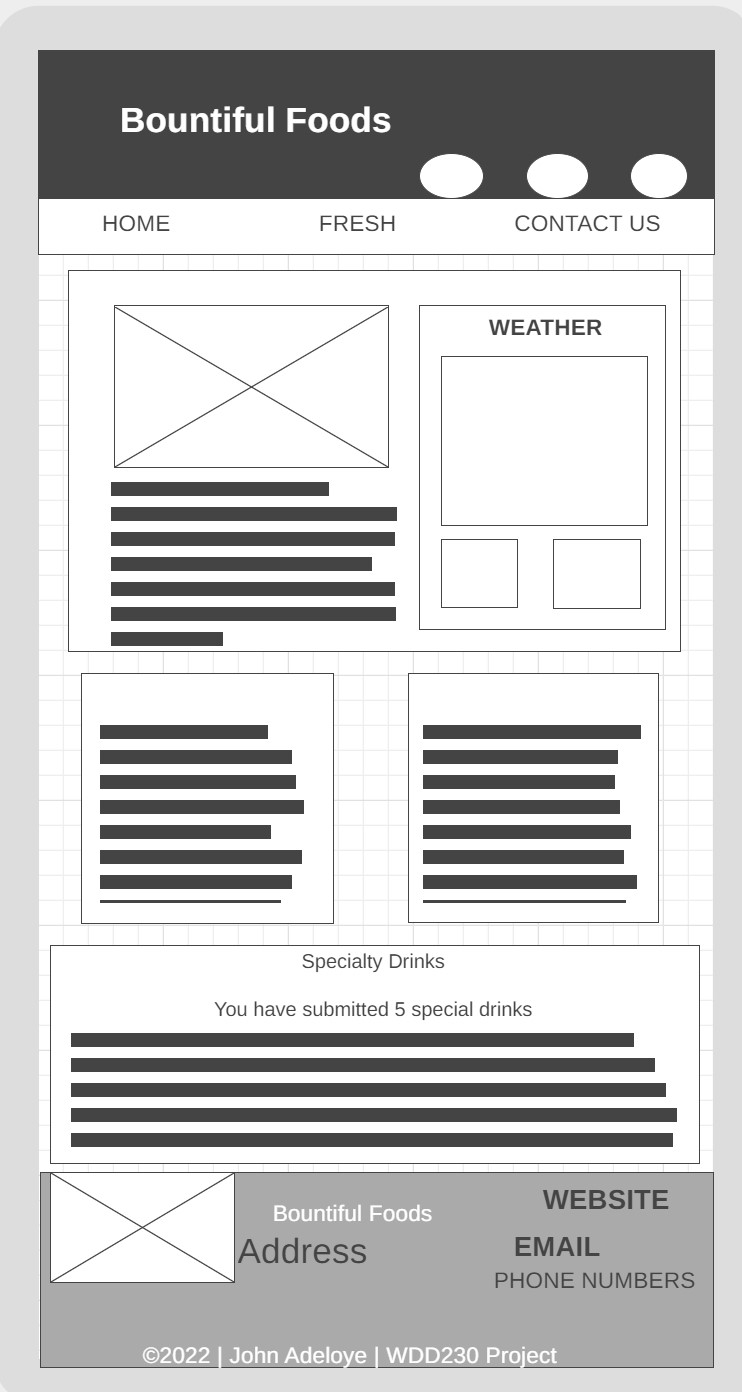 Bountiful Foods
HOME FRESH CONTACT US
WEATHER
Specialty Drinks
You have submitted 5 special drinks
Bountiful Foods
Address
WEBSITE
EMAIL
PHONE NUMBERS
©2022 | John Adeloye | WDD230 Project